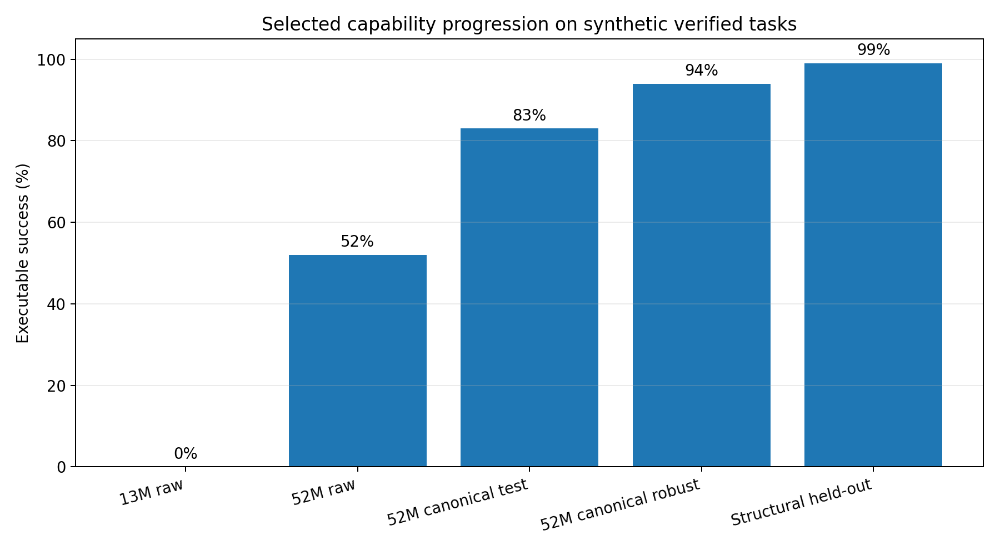 Selected capability progression on synthetic verified tasks
Executable success (%)
100
80
60
40
20
0
0%
52%
83%
94%
99%
13M raw
52M raw
52M canonical test
52M canonical robust
Structural held-out